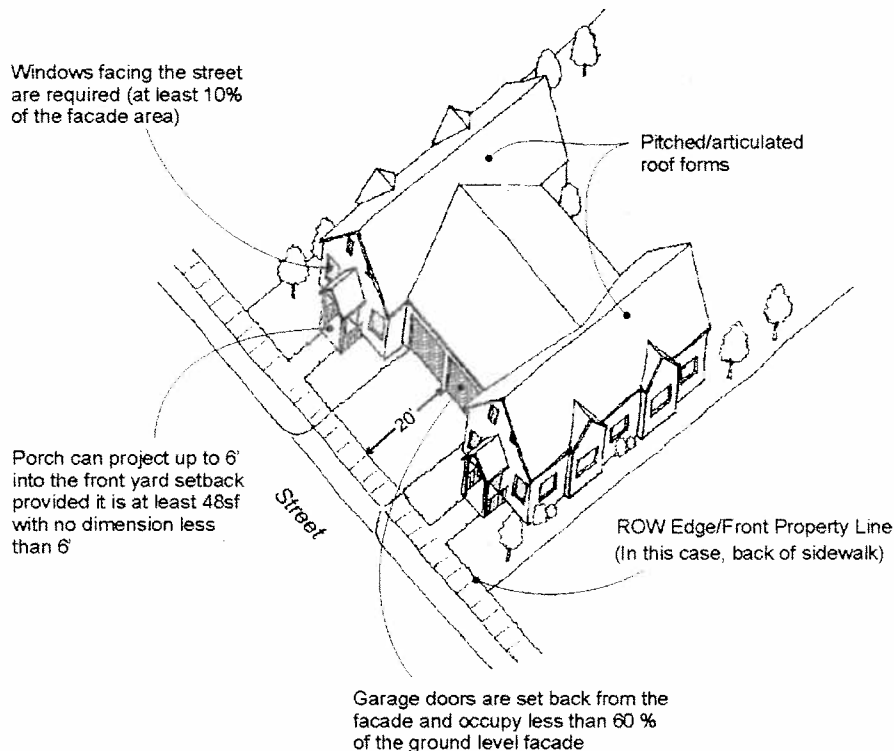 Windows facing the street
are required (at least 10%
of the facade area)
Pitched/articulated
roof forms
20'
Porch can project up to 6'
into the front yard setback
provided it is at least 48sf
with no dimension less
than 6'
Street
ROW Edge/Front Property Line
(In this case, back of sidewalk)
Garage doors are set back from the
facade and occupy less than 60 %
of the ground level facade